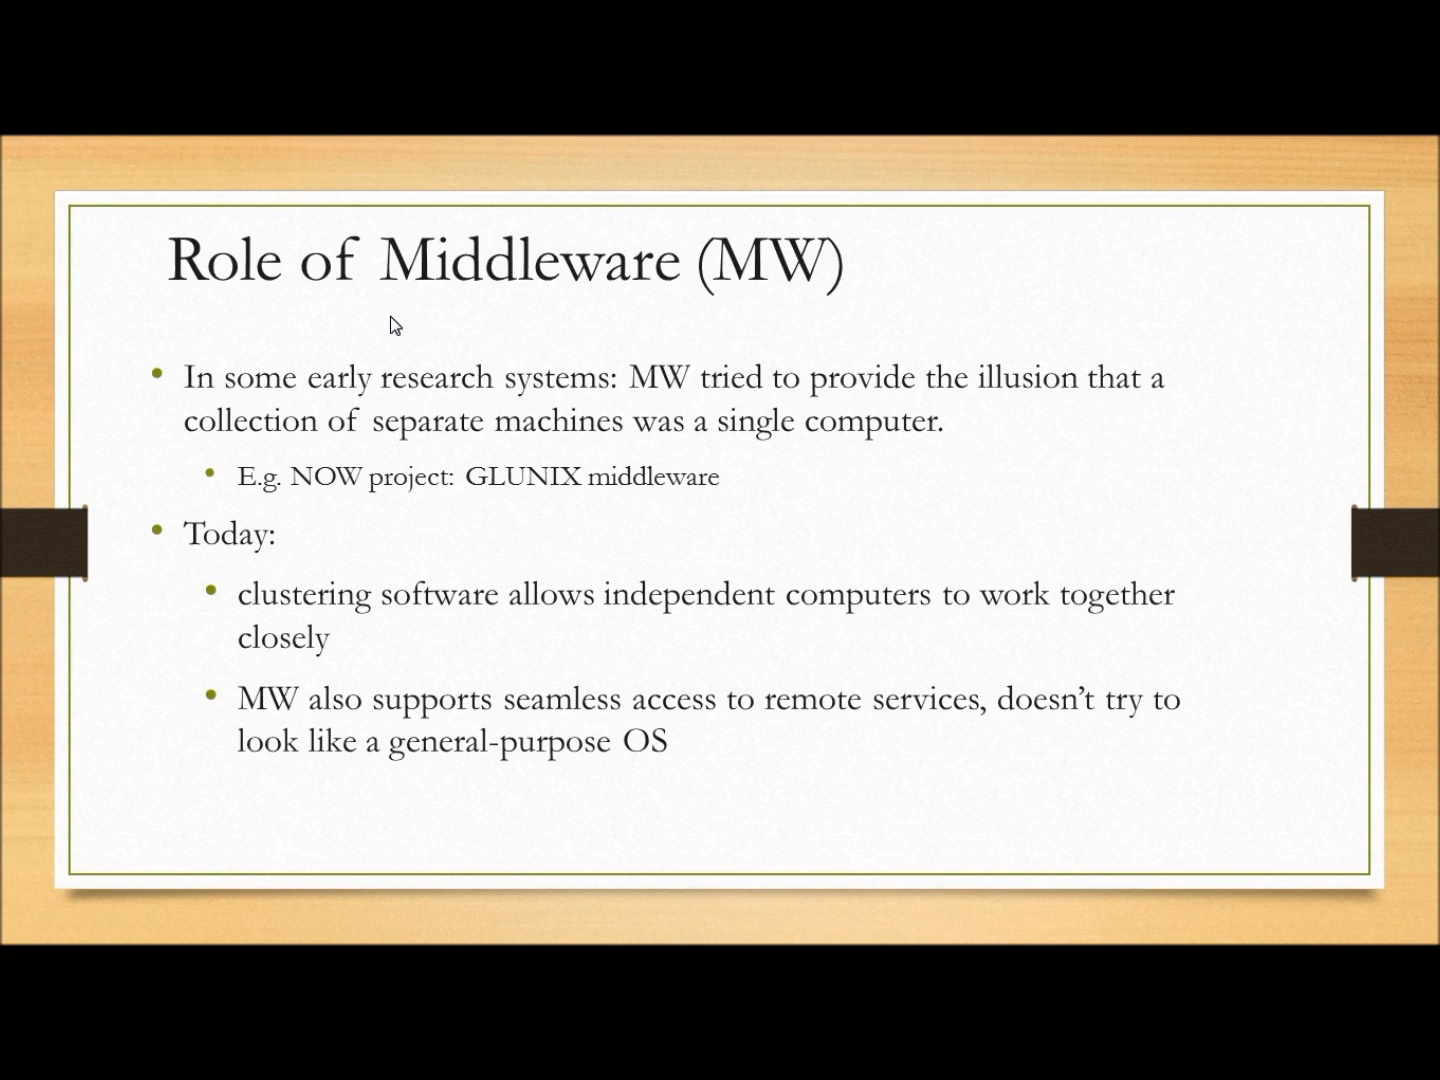 Role of Middleware (MW)
• In some early research systems: MW tried to provide the illusion that a
collection of separate machines was a single computer.
• E.g. NOW project: GLUNIX middleware
• Today:
• clustering software allows independent computers to work together
closely
• MW also supports seamless access to remote services, doesn’t try to
look like a general-purpose OS